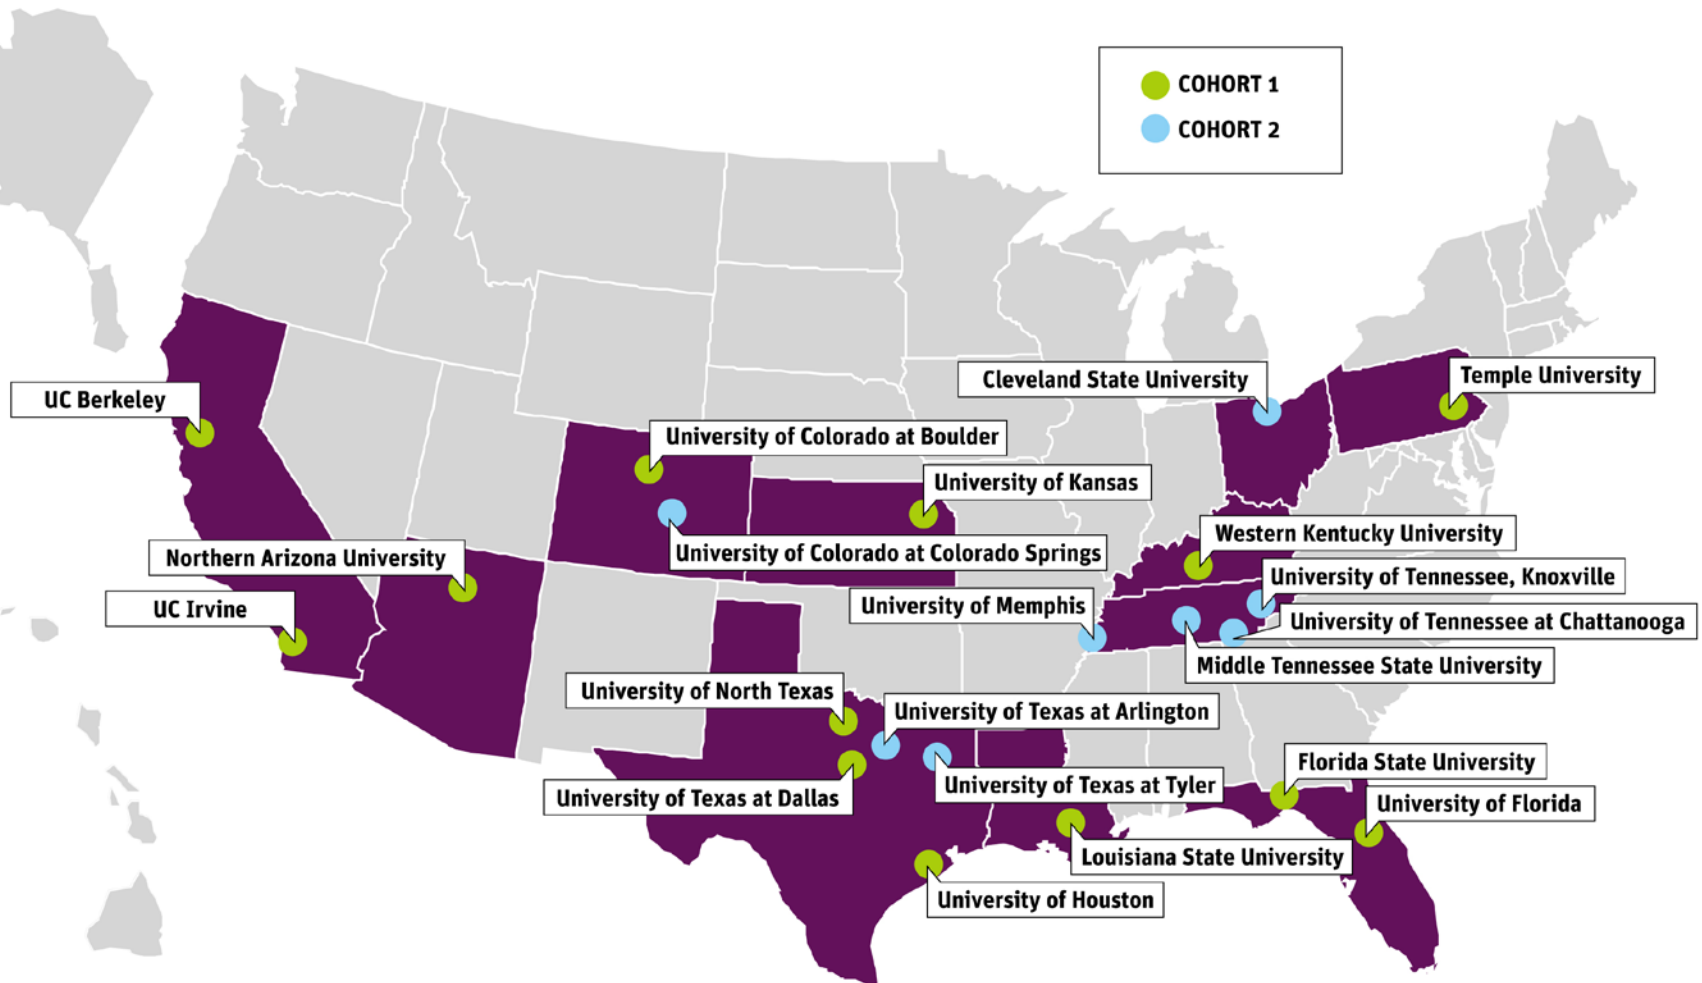 COHORT 1
COHORT 2
Cleveland State University
Temple University
UC Berkeley
University of Colorado at Boulder
University of Kansas
Western Kentucky University
Northern Arizona University
University of Colorado at Colorado Springs
University of Tennessee, Knoxville
UC Irvine
University of Memphis
University of Tennessee at Chattanooga
Middle Tennessee State University
University of North Texas
University of Texas at Arlington
Florida State University
University of Texas at Dallas
University of Texas at Tyler
University of Florida
Louisiana State University
University of Houston